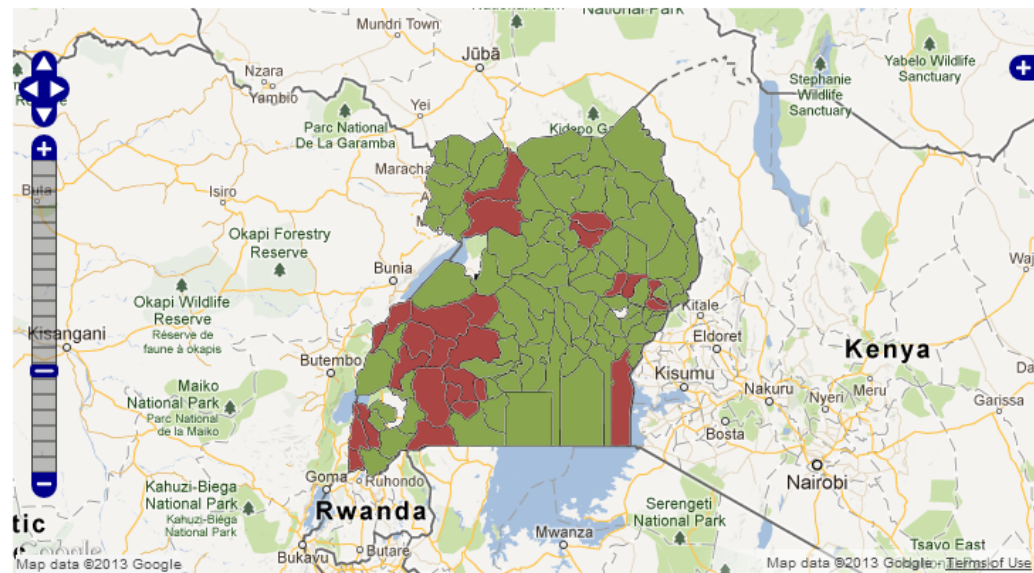 National Park
Mundri Town
Jūbā
Yabelo Wildlife
Sanctuary
Stephanie
Wildlife
Sanctuary
Nzara
Yambio
Yei
Parc National
De La Garamba
Kidepo
Maracha
Buta
Isiro
Okapi Forestry
Reserve
Bunia
Okapi Wildlife
Reserve
Réserve de
faune à okapis
Kisangani
Kitale
Eldoret
Kenya
Butembo
Kisumu
Nakuru
Meru
Nyeri
Garissa
Maiko
National Park
Parc National
de la Maiko
Bosta
Nairobi
Goma
Ruhondo
Kahuzi-Biega
National Park
Kahuzi-Biéga
National Park
Rwanda
Serengeti
National Park
tic
Mwanza
Tsavo East
Butare
Bukavu
Google
Map data ©2013 Google
Map data ©2013 Google - Terms of Use